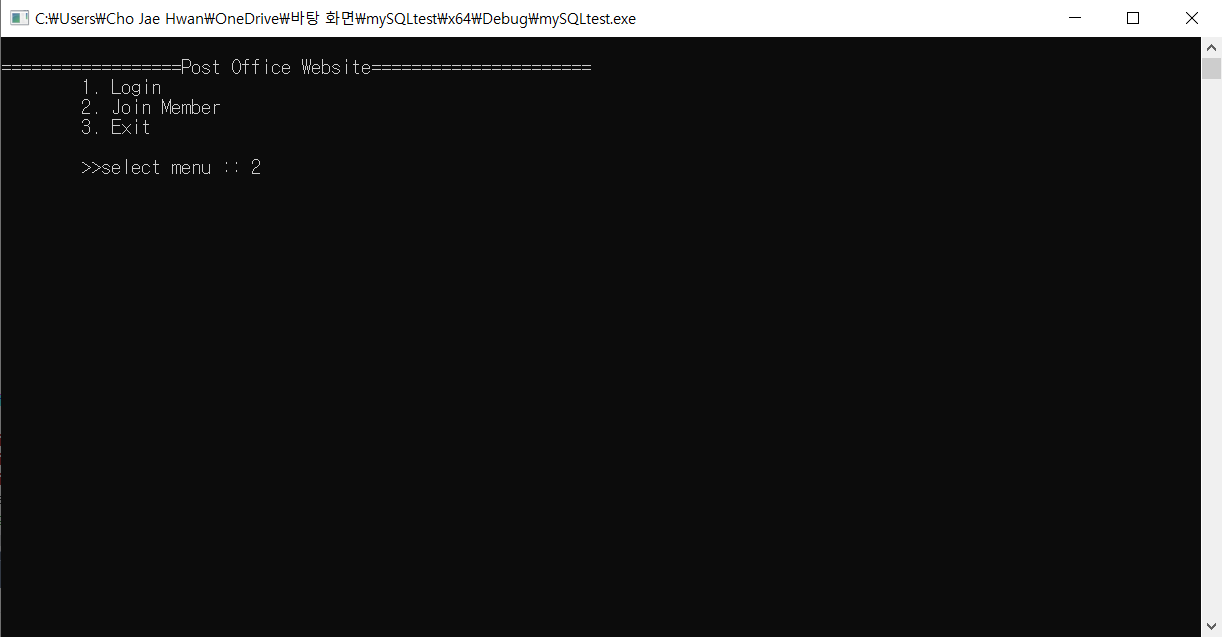 C:₩Users₩Cho Jae Hwan₩OneDrive₩바탕 화면₩mySQLtest₩x64₩Debug₩mySQLtest.exe
==================Post Office Website======================
1. Login
2. Join Member
3. Exit
>>select menu :: 2